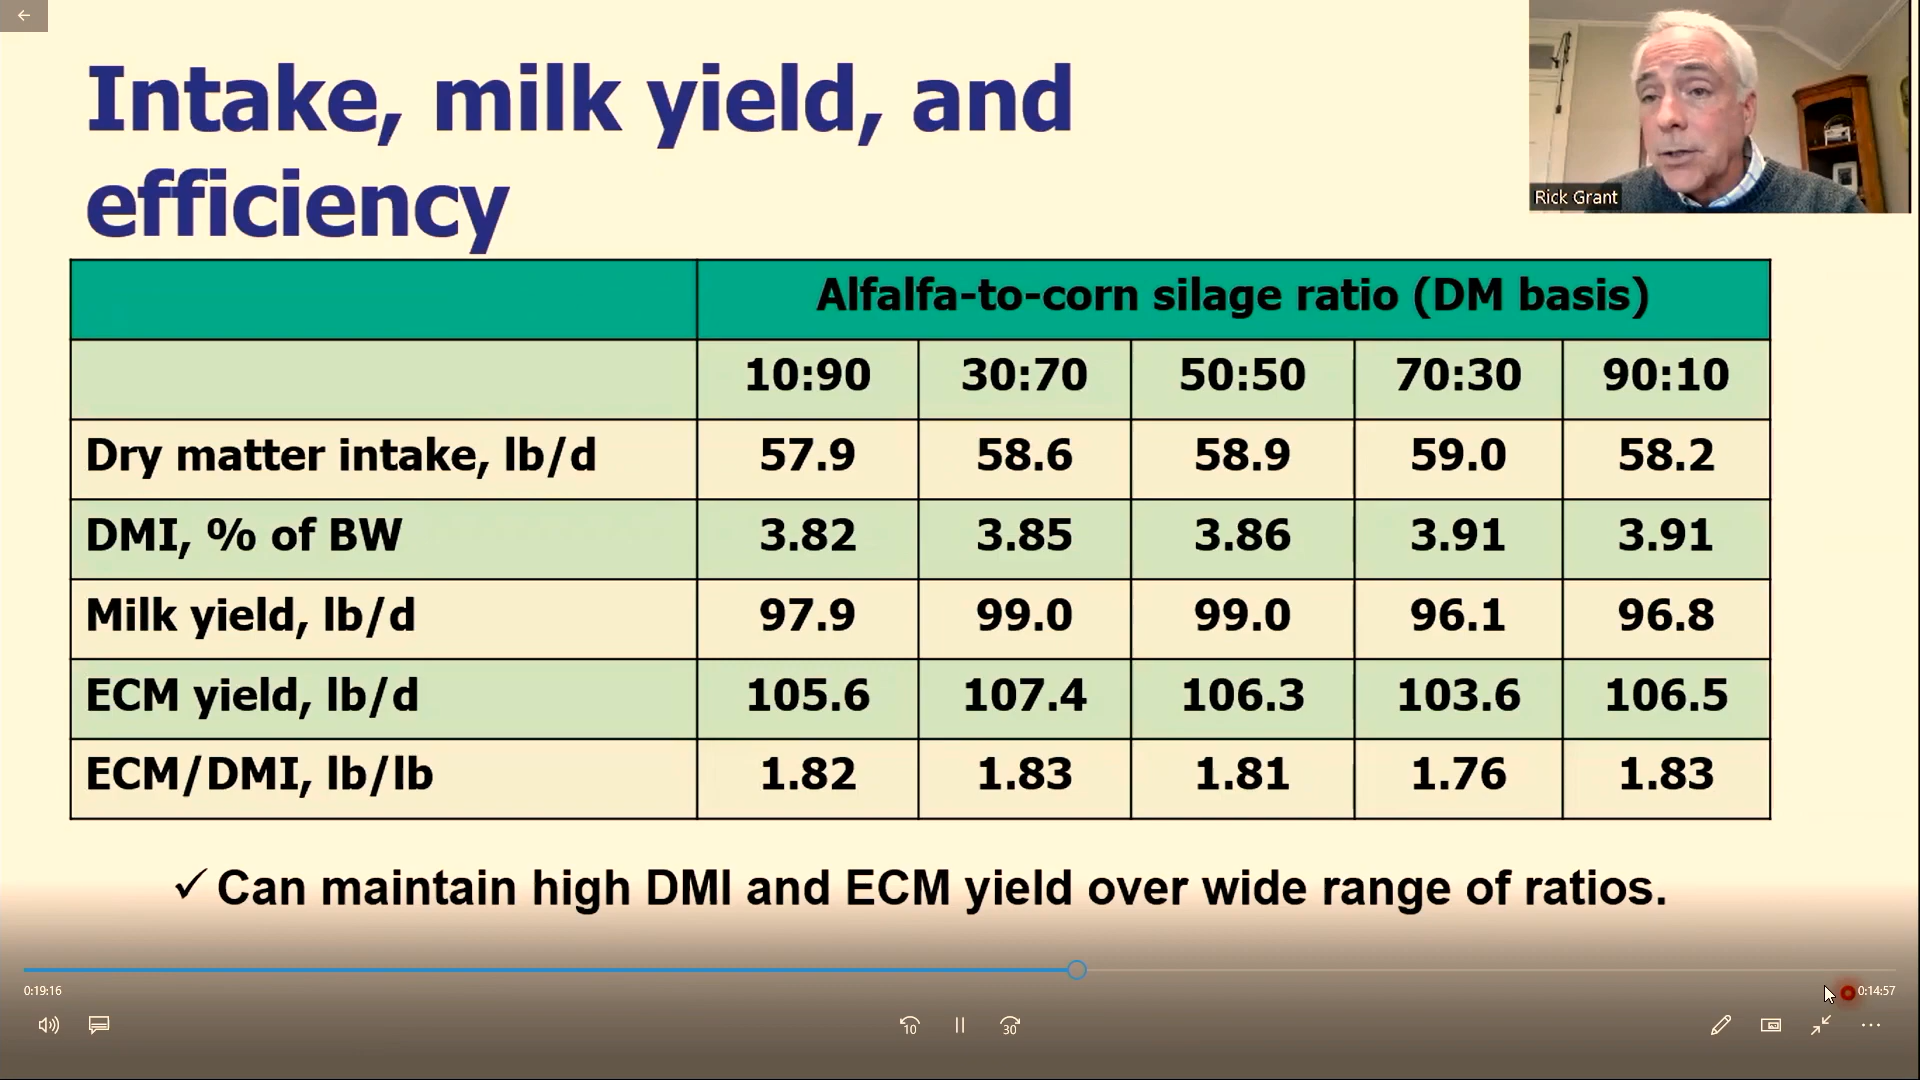 Intake, milk yield, and
efficiency
Rick Grant
Alfalfa-to-corn silage ratio (DM basis)
10:90 30:70 50:50 70:30 90:10
Dry matter intake, lb/d 57.9 58.6 58.9 59.0 58.2
DMI, % of BW 3.82 3.85 3.86 3.91 3.91
Milk yield, lb/d 97.9 99.0 99.0 96.1 96.8
ECM yield, lb/d 105.6 107.4 106.3 103.6 106.5
ECM/DMI, lb/lb 1.82 1.83 1.81 1.76 1.83
✓ Can maintain high DMI and ECM yield over wide range of ratios.
0:19:16 0:14:57
10 30